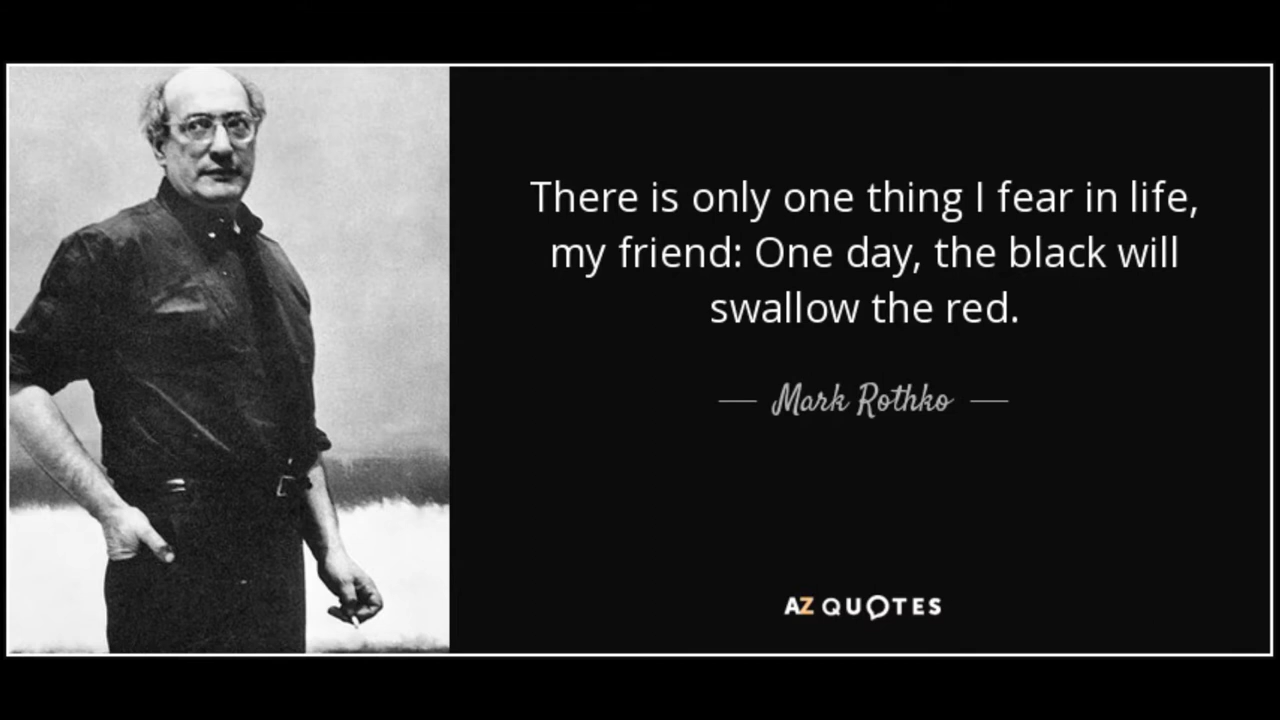 There is only one thing I fear in life,
my friend: One day, the black will
swallow the red.
Mark Rothko
AZ QUOTES